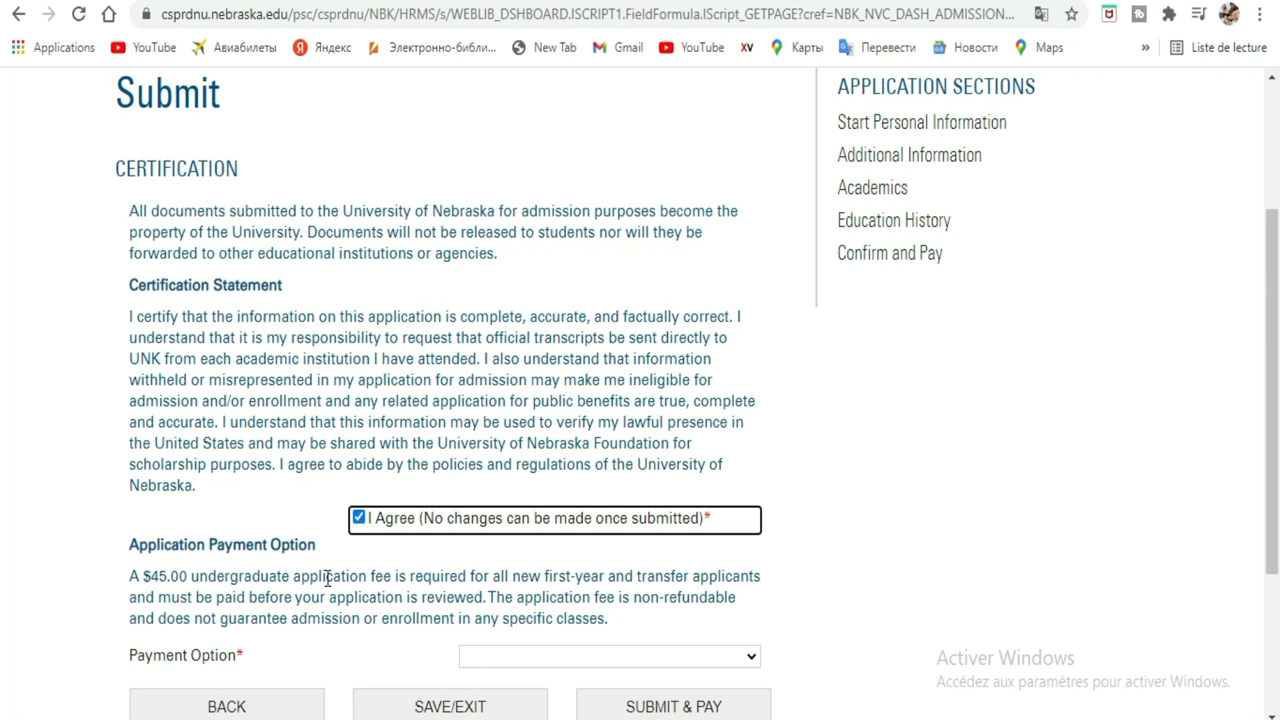 csprdnu.nebraska.edu/psc/csprdnu/NBK/HRMS/s/WEBLIB_DSHBOARD.ISCRIPT1.FieldFormula.IScript_GETPAGE?cref=NBK_NVC_DASH_ADMISSION...
Applications YouTube Авиабилеты Яндекс Электронно-библи... New Tab Gmail YouTube XV Карты Перевести Новости Maps » Liste de lecture
Submit
CERTIFICATION
All documents submitted to the University of Nebraska for admission purposes become the
property of the University. Documents will not be released to students nor will they be
forwarded to other educational institutions or agencies.
Certification Statement
I certify that the information on this application is complete, accurate, and factually correct. I
understand that it is my responsibility to request that official transcripts be sent directly to
UNK from each academic institution I have attended. I also understand that information
withheld or misrepresented in my application for admission may make me ineligible for
admission and/or enrollment and any related application for public benefits are true, complete
and accurate. I understand that this information may be used to verify my lawful presence in
the United States and may be shared with the University of Nebraska Foundation for
scholarship purposes. I agree to abide by the policies and regulations of the University of
Nebraska.
I Agree (No changes can be made once submitted)*
Application Payment Option
A $45.00 undergraduate application fee is required for all new first-year and transfer applicants
and must be paid before your application is reviewed. The application fee is non-refundable
and does not guarantee admission or enrollment in any specific classes.
Payment Option*
BACK SAVE/EXIT SUBMIT & PAY
APPLICATION SECTIONS
Start Personal Information
Additional Information
Academics
Education History
Confirm and Pay
Activer Windows
Accédez aux paramètres pour activer Windows.